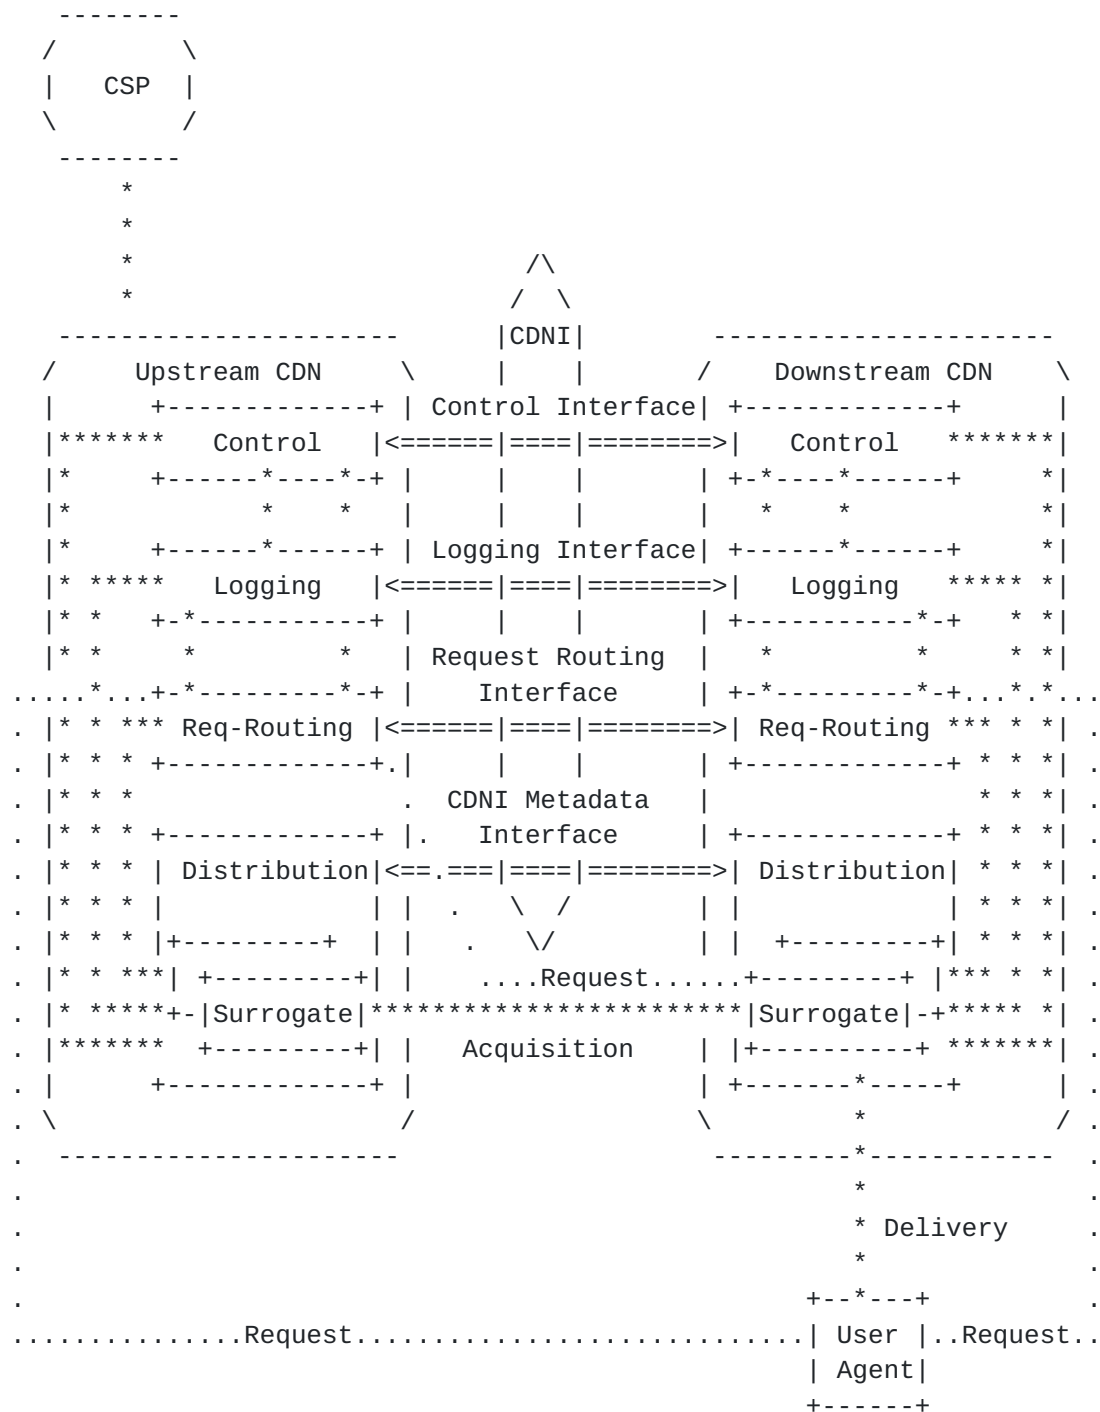 CSP
CDNI
Upstream CDN Downstream CDN
Control Interface
Control Control
Logging Interface
Logging Logging
Request Routing
Interface
Req-Routing Req-Routing
CDNI Metadata
Interface
Distribution Distribution
Request
Surrogate Surrogate
Acquisition
Delivery
Request User Request
Agent